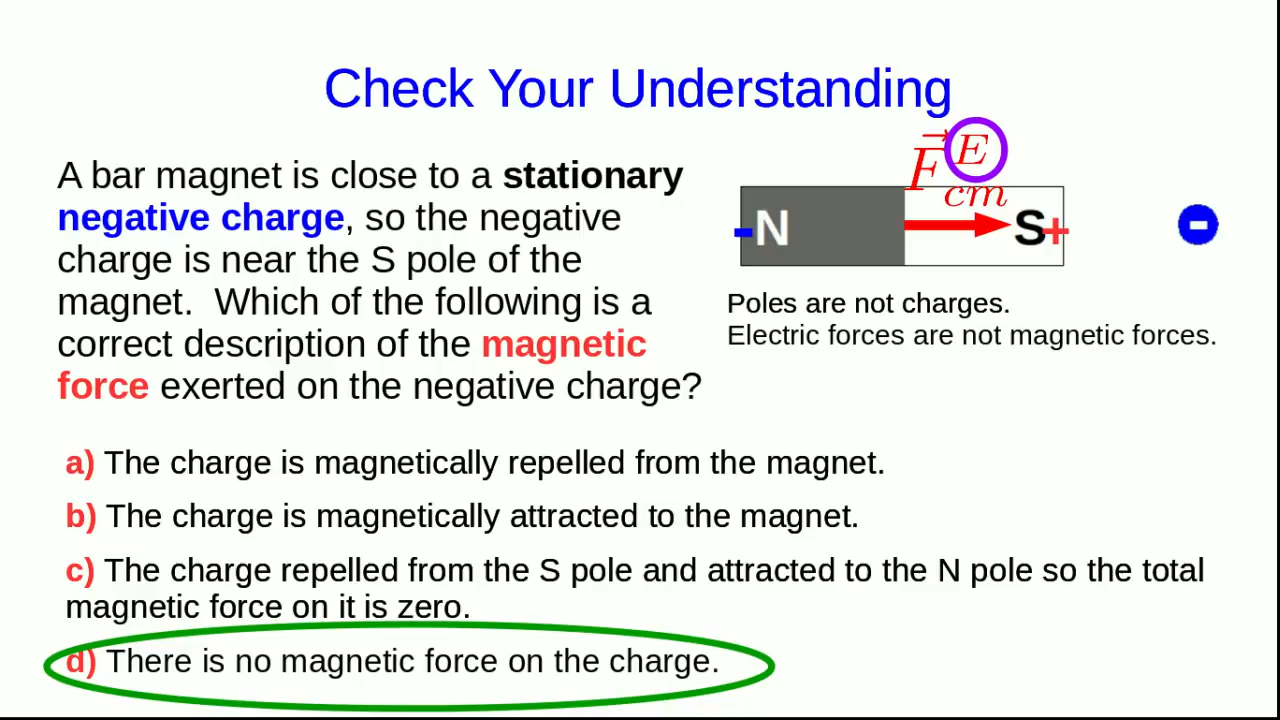 Check Your Understanding
A bar magnet is close to a stationary
negative charge, so the negative
charge is near the S pole of the
magnet.  Which of the following is a
correct description of the magnetic
force exerted on the negative charge?
F E
cm
- N S +
-
Poles are not charges.
Electric forces are not magnetic forces.
a) The charge is magnetically repelled from the magnet.
b) The charge is magnetically attracted to the magnet.
c) The charge repelled from the S pole and attracted to the N pole so the total
magnetic force on it is zero.
d) There is no magnetic force on the charge.